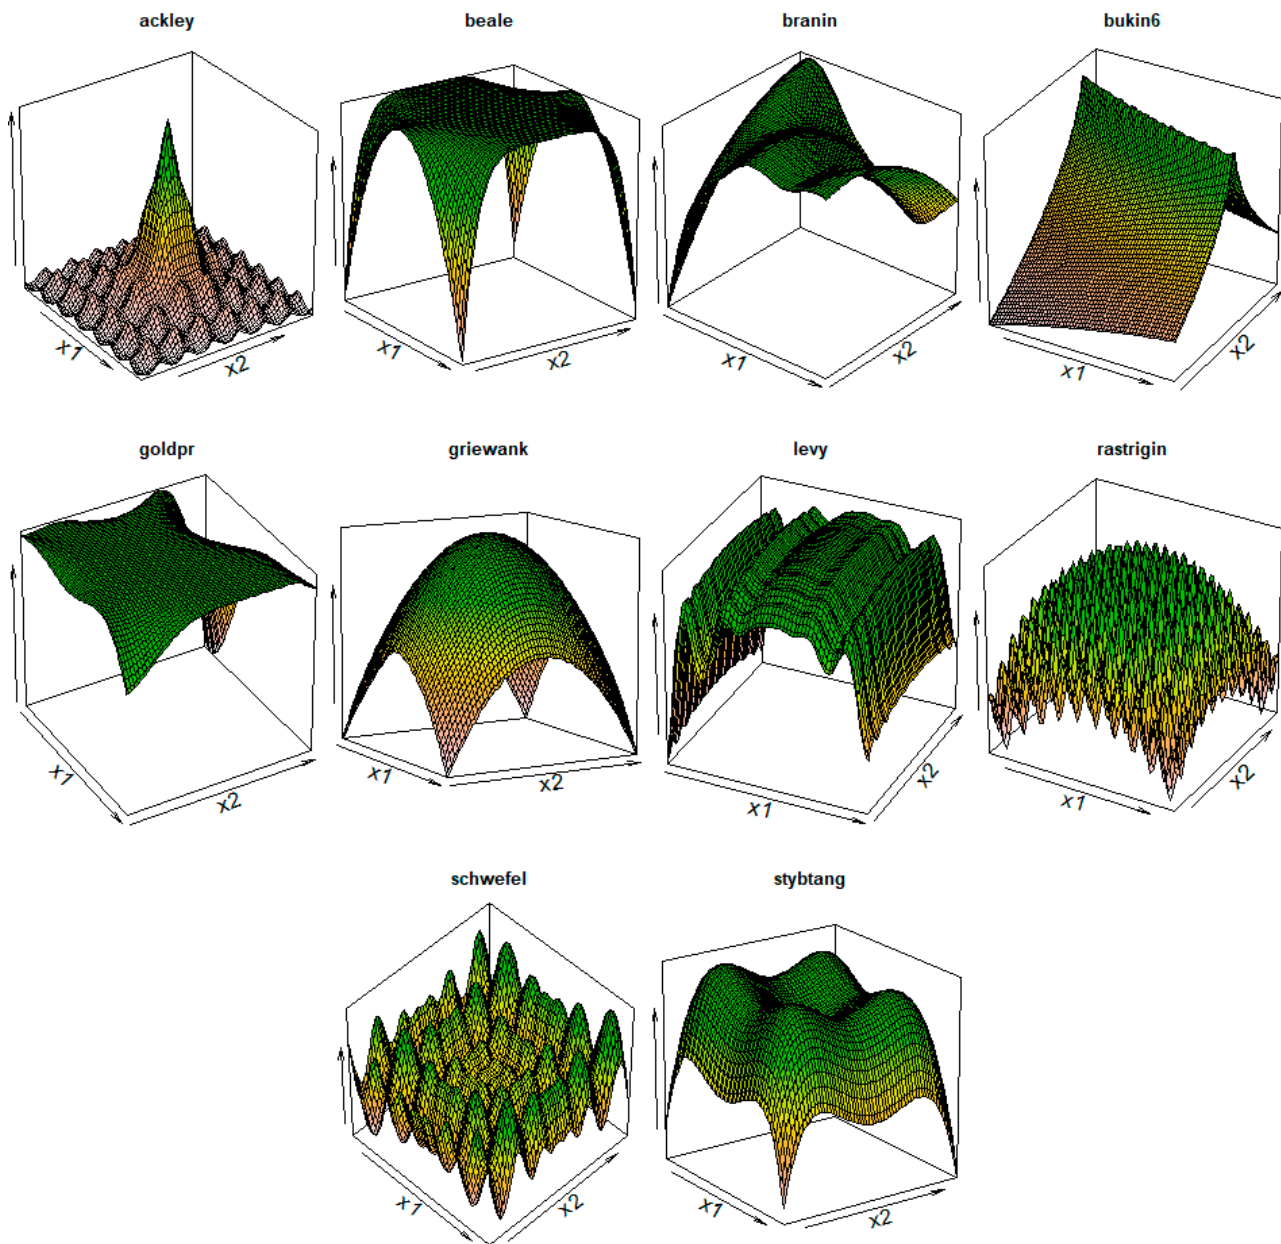 ackley
beale
branin
bukin6
x1
x2
x1
x2
x1
x2
x1
x2
goldpr
griewank
levy
rastrigin
x1
x2
x1
x2
x1
x2
x1
x2
schwefel
stybtang
x1
x2
x1
x2